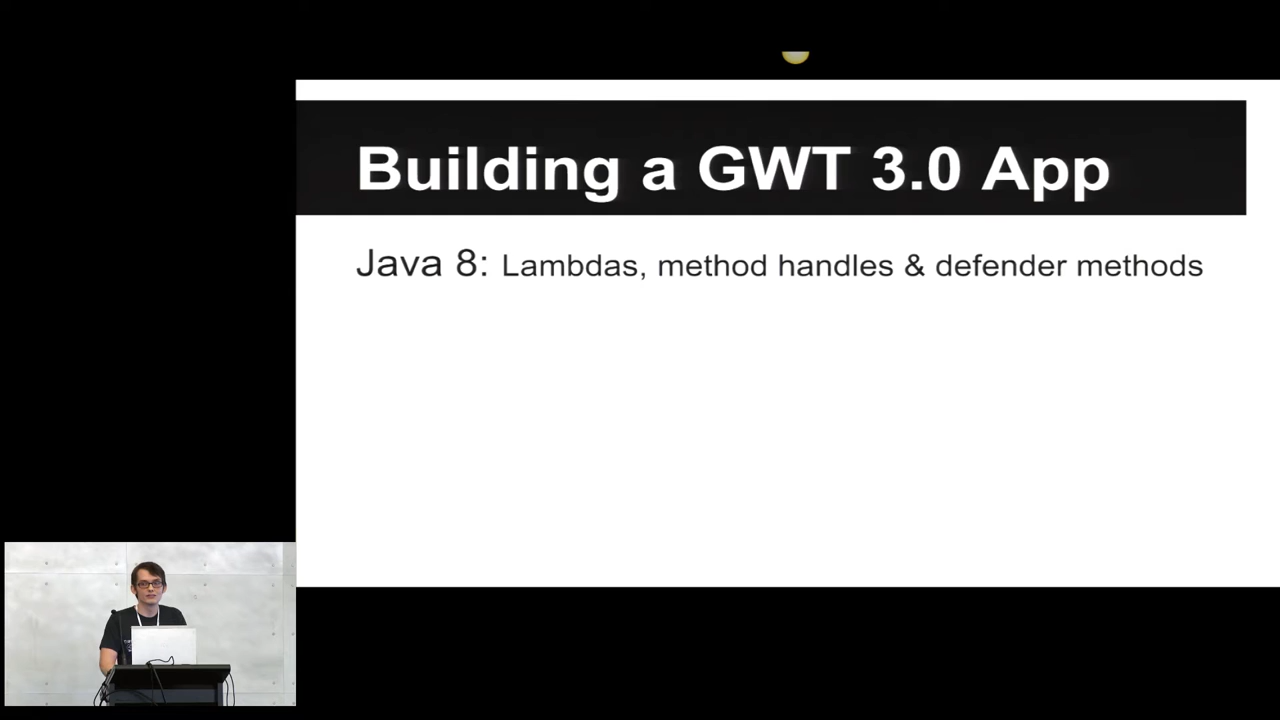 Building a GWT 3.0 App
Java 8: Lambdas, method handles & defender methods